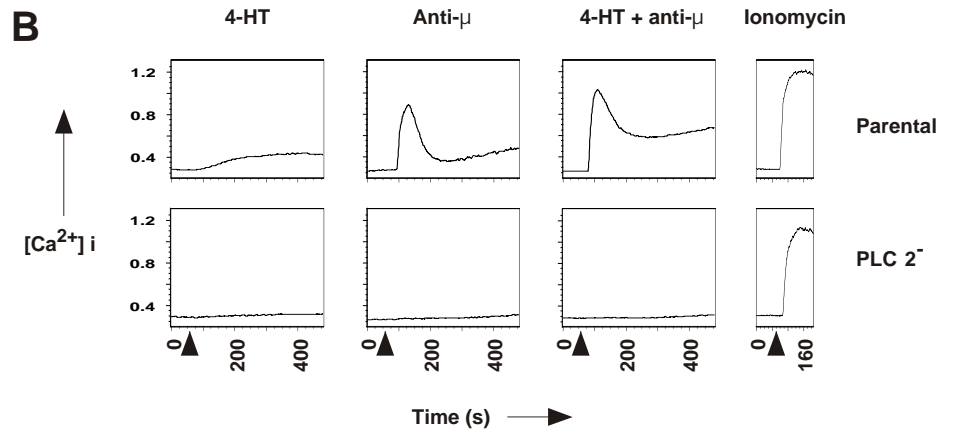 B
4-HT Anti-μ 4-HT + anti-μ Ionomycin
1.2
0.8
0.4
Parental
[Ca2+] i
1.2
0.8
0.4
PLC 2-
0 200 400 0 200 400 0 200 400 0 160
Time (s)